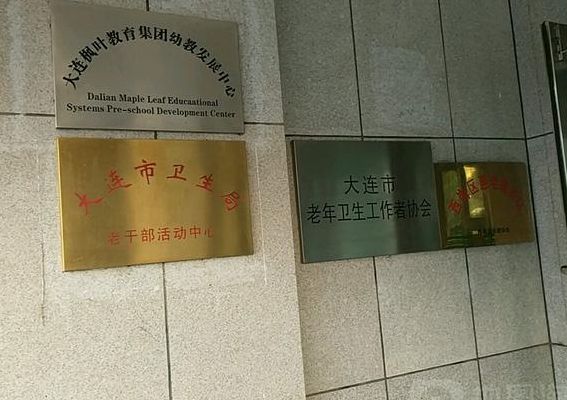 大连枫叶教育集团幼教发展中心
Dalian Maple Leaf Educaational
Systems Pre-school Development Center
大连市卫生局
老干部活动中心
大连市
老年卫生工作者协会